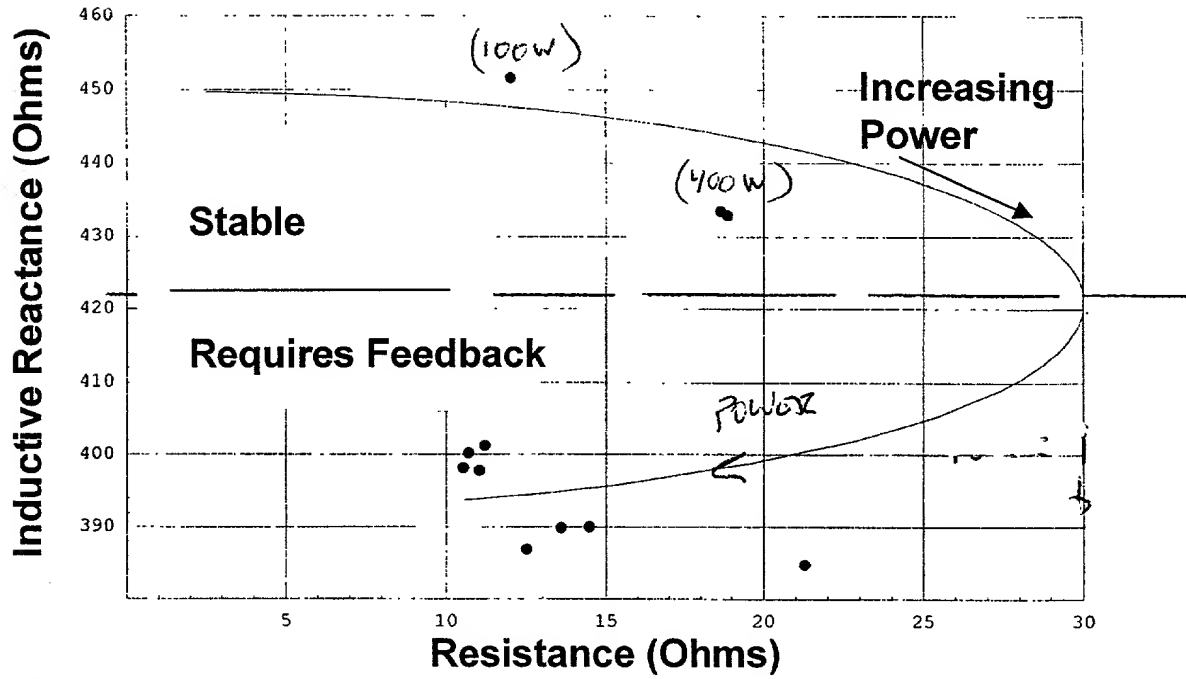 Inductive Reactance (Ohms)
460
450
440
430
420
410
400
390
(100W)
Increasing
Power
(400W)
Stable
Requires Feedback
POWER
5
10
15
20
25
30
Resistance (Ohms)